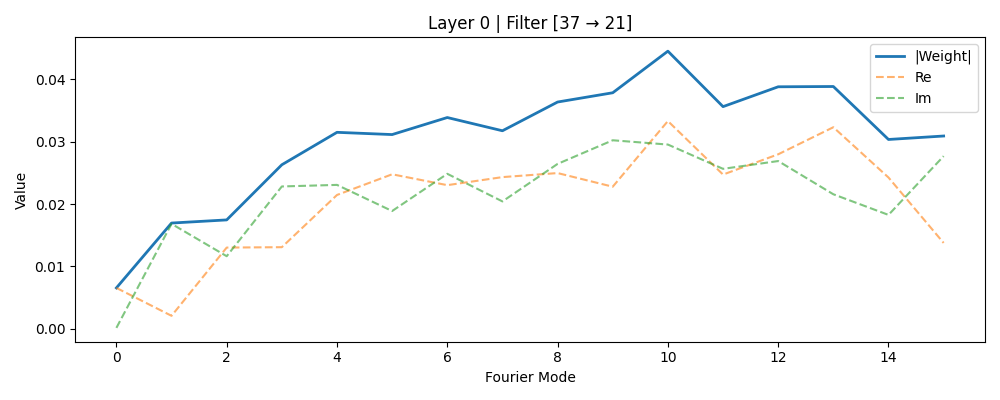 Layer 0 | Filter [37 → 21]
|Weight|
Re
Im
Value
0.04
0.03
0.02
0.01
0.00
0 2 4 6 8 10 12 14
Fourier Mode